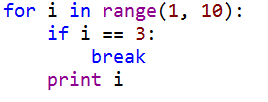 for i in range(1, 10):
    if i == 3:
        break
    print i